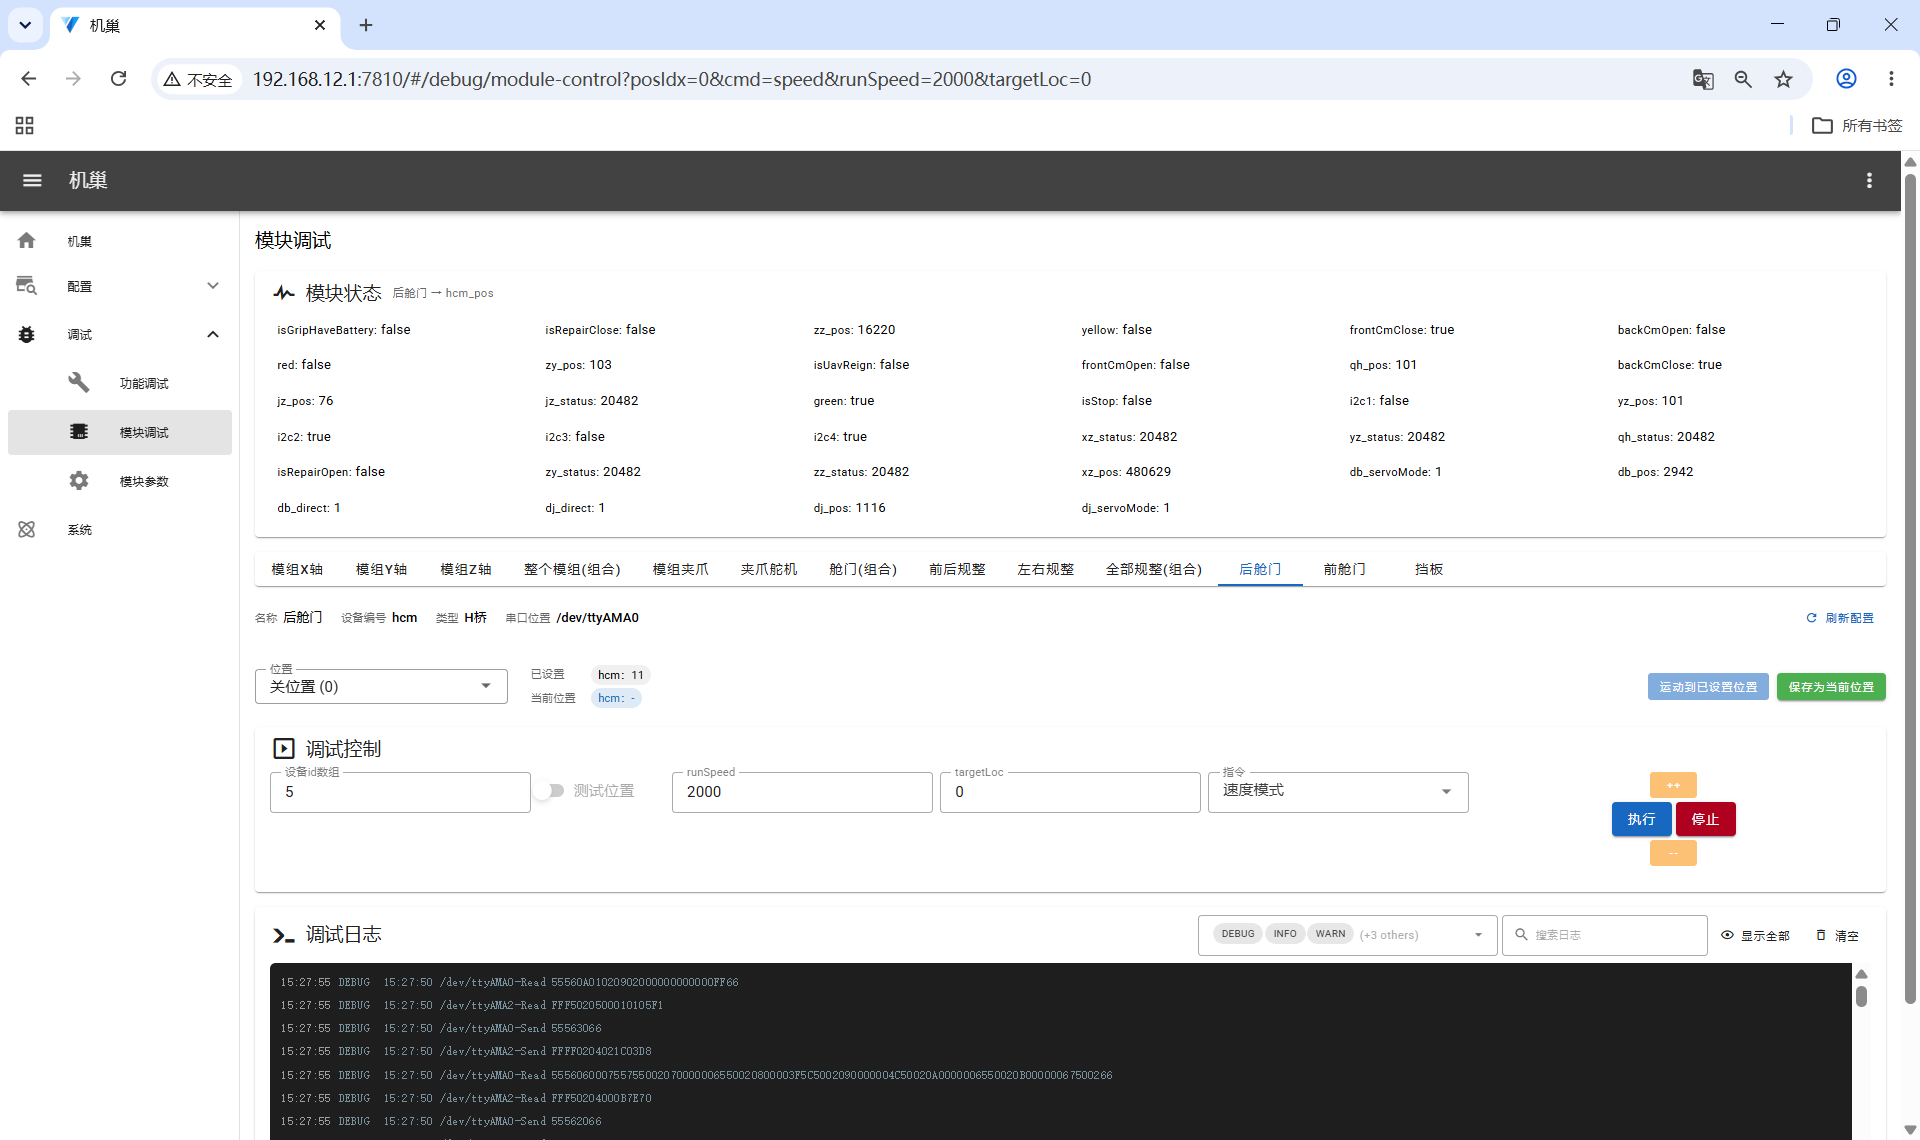 机巢
不安全 192.168.12.1:7810/#/debug/module-control?posIdx=0&cmd=speed&runSpeed=2000&targetLoc=0
所有书签
机巢
机巢
配置
调试
功能调试
模块调试
模块参数
系统
模块调试
模块状态 后舱门 → hcm_pos
isGripHaveBattery: false isRepairClose: false zz_pos: 16220 yellow: false frontCmClose: true backCmOpen: false
red: false zy_pos: 103 isUavReign: false frontCmOpen: false qh_pos: 101 backCmClose: true
jz_pos: 76 jz_status: 20482 green: true isStop: false i2c1: false yz_pos: 101
i2c2: true i2c3: false i2c4: true xz_status: 20482 yz_status: 20482 qh_status: 20482
isRepairOpen: false zy_status: 20482 zz_status: 20482 xz_pos: 480629 db_servoMode: 1 db_pos: 2942
db_direct: 1 dj_direct: 1 dj_pos: 1116 dj_servoMode: 1
模组X轴 模组Y轴 模组Z轴 整个模组(组合) 模组夹爪 夹爪舵机 舱门(组合) 前后规整 左右规整 全部规整(组合) 后舱门 前舱门 挡板
名称 后舱门 设备编号 hcm 类型 H桥 串口位置 /dev/ttyAMA0 刷新配置
位置
关位置 (0)
已设置 hcm: 11
当前位置 hcm: -
运动到已设置位置 保存为当前位置
调试控制
设备id数组
5
测试位置
runSpeed
2000
targetLoc
0
指令
速度模式
++
执行 停止
--
调试日志
DEBUG INFO WARN (+3 others) 搜索日志 显示全部 清空
15:27:55 DEBUG 15:27:50 /dev/ttyAMA0-Read 55560A01020902000000000000FF66
15:27:55 DEBUG 15:27:50 /dev/ttyAMA2-Read FFF5020500010105F1
15:27:55 DEBUG 15:27:50 /dev/ttyAMA0-Send 55563066
15:27:55 DEBUG 15:27:50 /dev/ttyAMA2-Send FFFF0204021C03D8
15:27:55 DEBUG 15:27:50 /dev/ttyAMA0-Read 555606000755755002070000006550020800003F5C5002090000004C50020A0000006550020B00000067500266
15:27:55 DEBUG 15:27:50 /dev/ttyAMA2-Read FFF50204000B7E70
15:27:55 DEBUG 15:27:50 /dev/ttyAMA0-Send 55562066